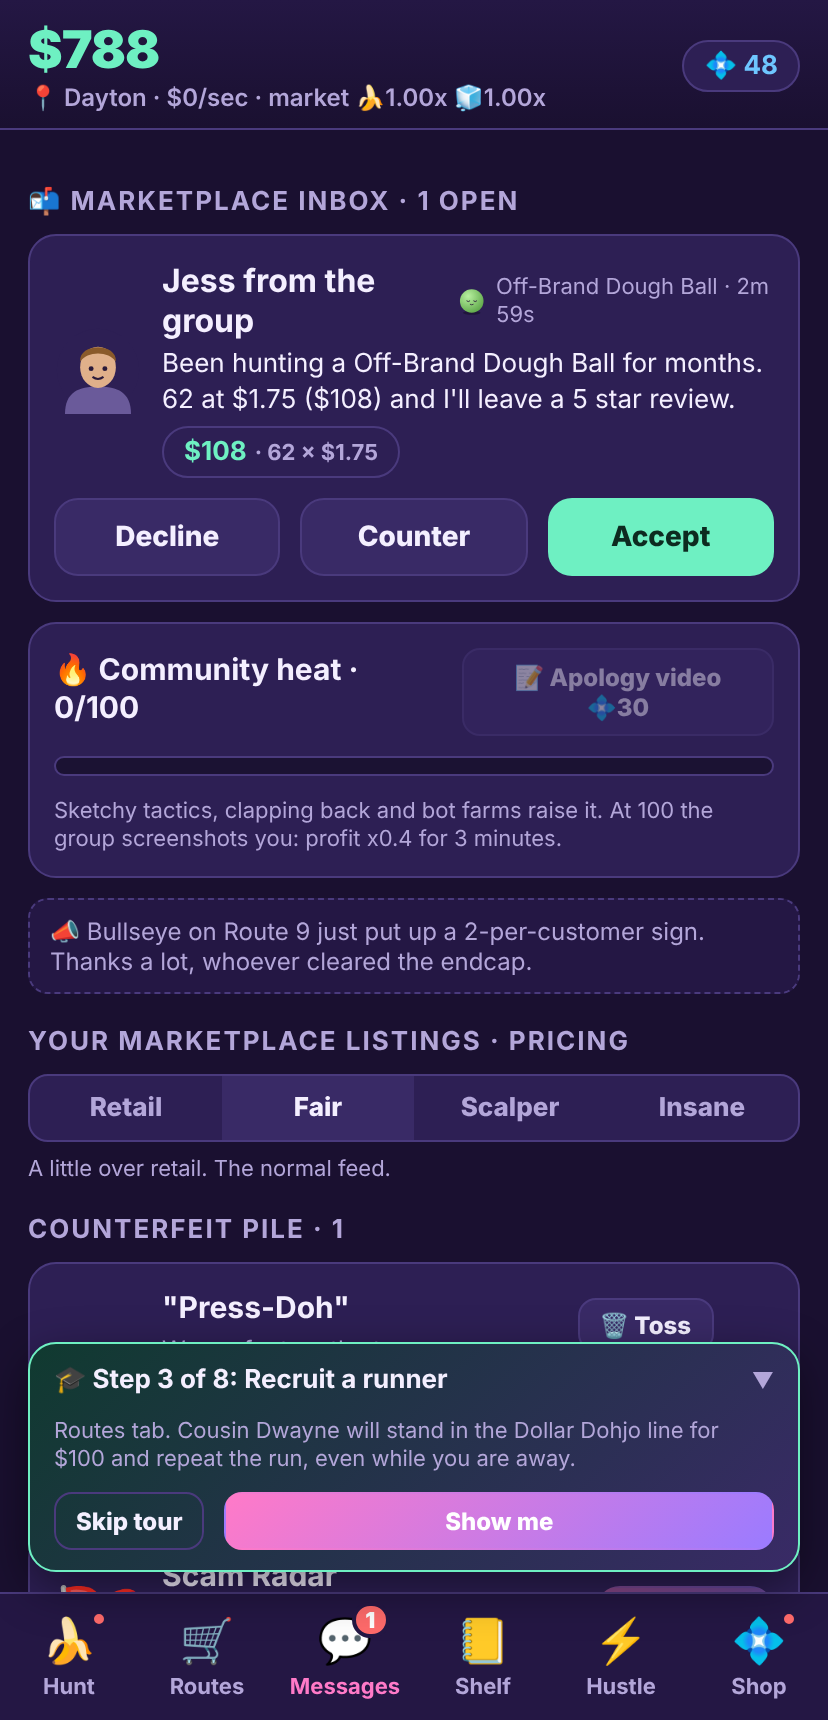 $788
📍 Dayton · $0/sec · market 🍌1.00x 🧊1.00x
💠 48
📬 MARKETPLACE INBOX · 1 OPEN
Jess from the
group
Off-Brand Dough Ball · 2m
59s
Been hunting a Off-Brand Dough Ball for months.
62 at $1.75 ($108) and I'll leave a 5 star review.
$108 · 62 × $1.75
Decline
Counter
Accept
🔥 Community heat ·
0/100
📝 Apology video
💠30
Sketchy tactics, clapping back and bot farms raise it. At 100 the
group screenshots you: profit x0.4 for 3 minutes.
📣 Bullseye on Route 9 just put up a 2-per-customer sign.
Thanks a lot, whoever cleared the endcap.
YOUR MARKETPLACE LISTINGS · PRICING
Retail
Fair
Scalper
Insane
A little over retail. The normal feed.
COUNTERFEIT PILE · 1
"Press-Doh"
🗑️ Toss
🎓 Step 3 of 8: Recruit a runner
▼
Routes tab. Cousin Dwayne will stand in the Dollar Dohjo line for
$100 and repeat the run, even while you are away.
Skip tour
Show me
Scam Radar
1
Hunt
Routes
Messages
Shelf
Hustle
Shop